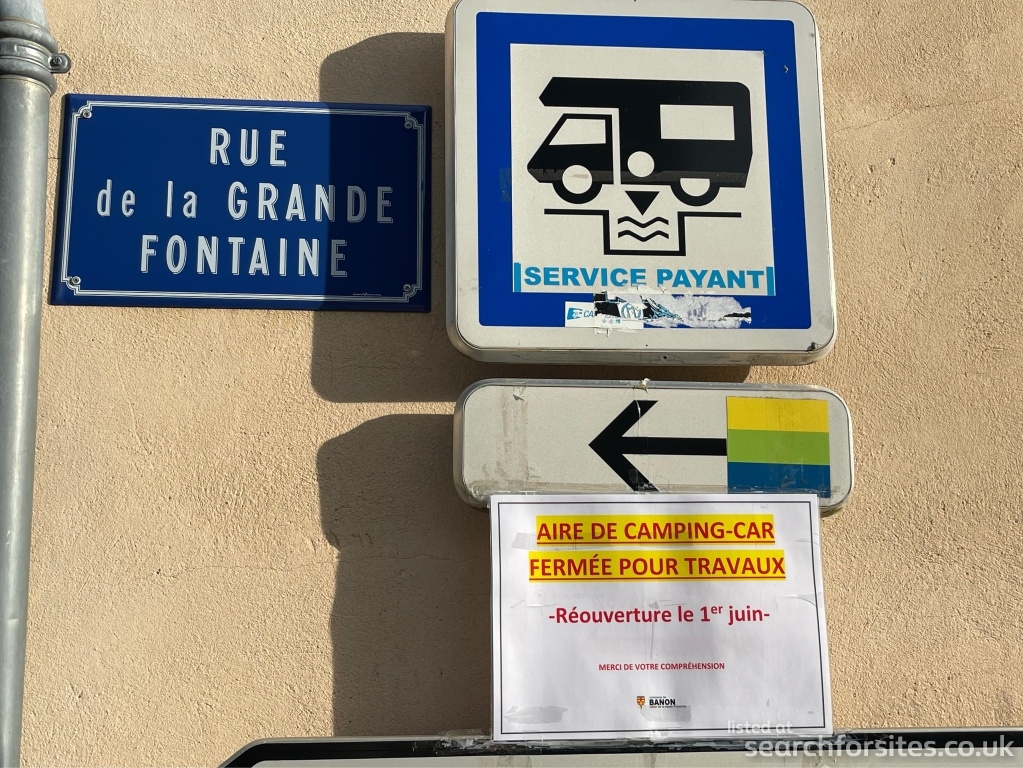 RUE
de la GRANDE
FONTAINE
SERVICE PAYANT
AIRE DE CAMPING-CAR
FERMÉE POUR TRAVAUX
-Réouverture le 1er juin-
MERCI DE VOTRE COMPRÉHENSION
BANON
listed at
searchforsites.co.uk